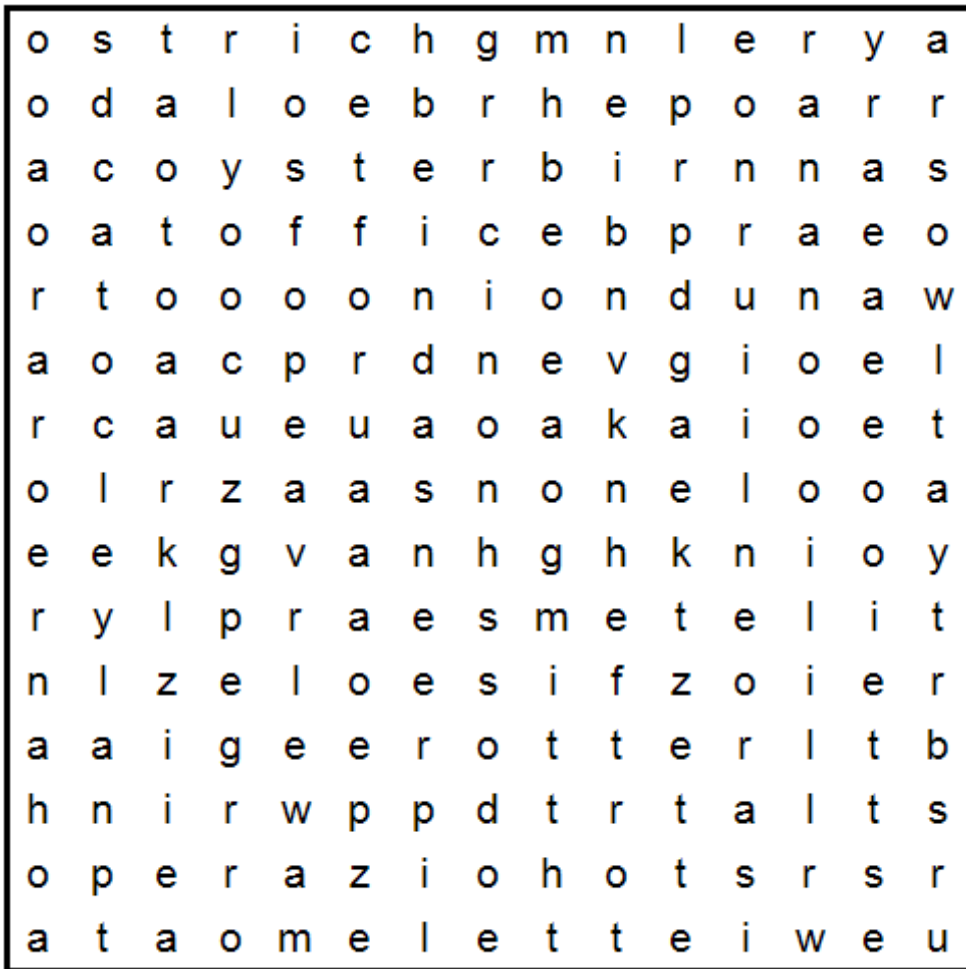 o s t r i c h g m n l e r y a
o d a l o e b r h e p o a r r
a c o y s t e r b i r n n a s
o a t o f f i c e b p r a e o
r t o o o o n i o n d u n a w
a o a c p r d n e v g i o e l
r c a u e u a o a k a i o e t
o l r z a a s n o n e l o o a
e e k g v a n h g h k n i o y
r y l p r a e s m e t e l i t
n l z e l o e s i f z o i e r
a a i g e e r o t t e r l t b
h n i r w p p d t r t a l t s
o p e r a z i o h o t s r s r
a t a o m e l e t t e i w e u